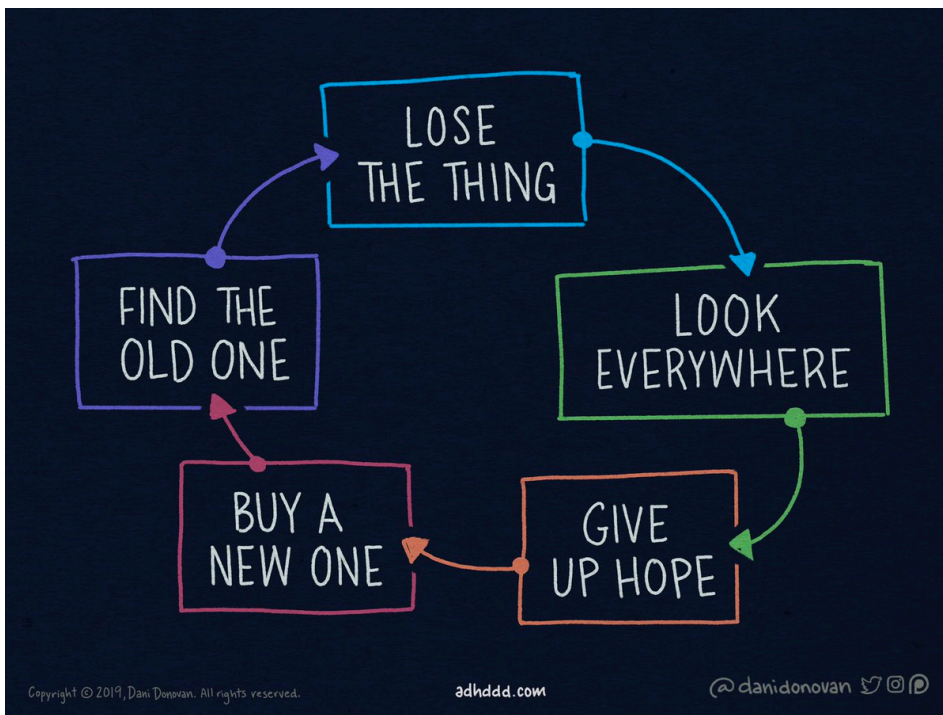 LOSE
THE THING
LOOK
EVERYWHERE
GIVE
UP HOPE
BUY A
NEW ONE
FIND THE
OLD ONE
Copyright © 2019, Dani Donovan. All rights reserved.
adhddd.com
@danidonovan